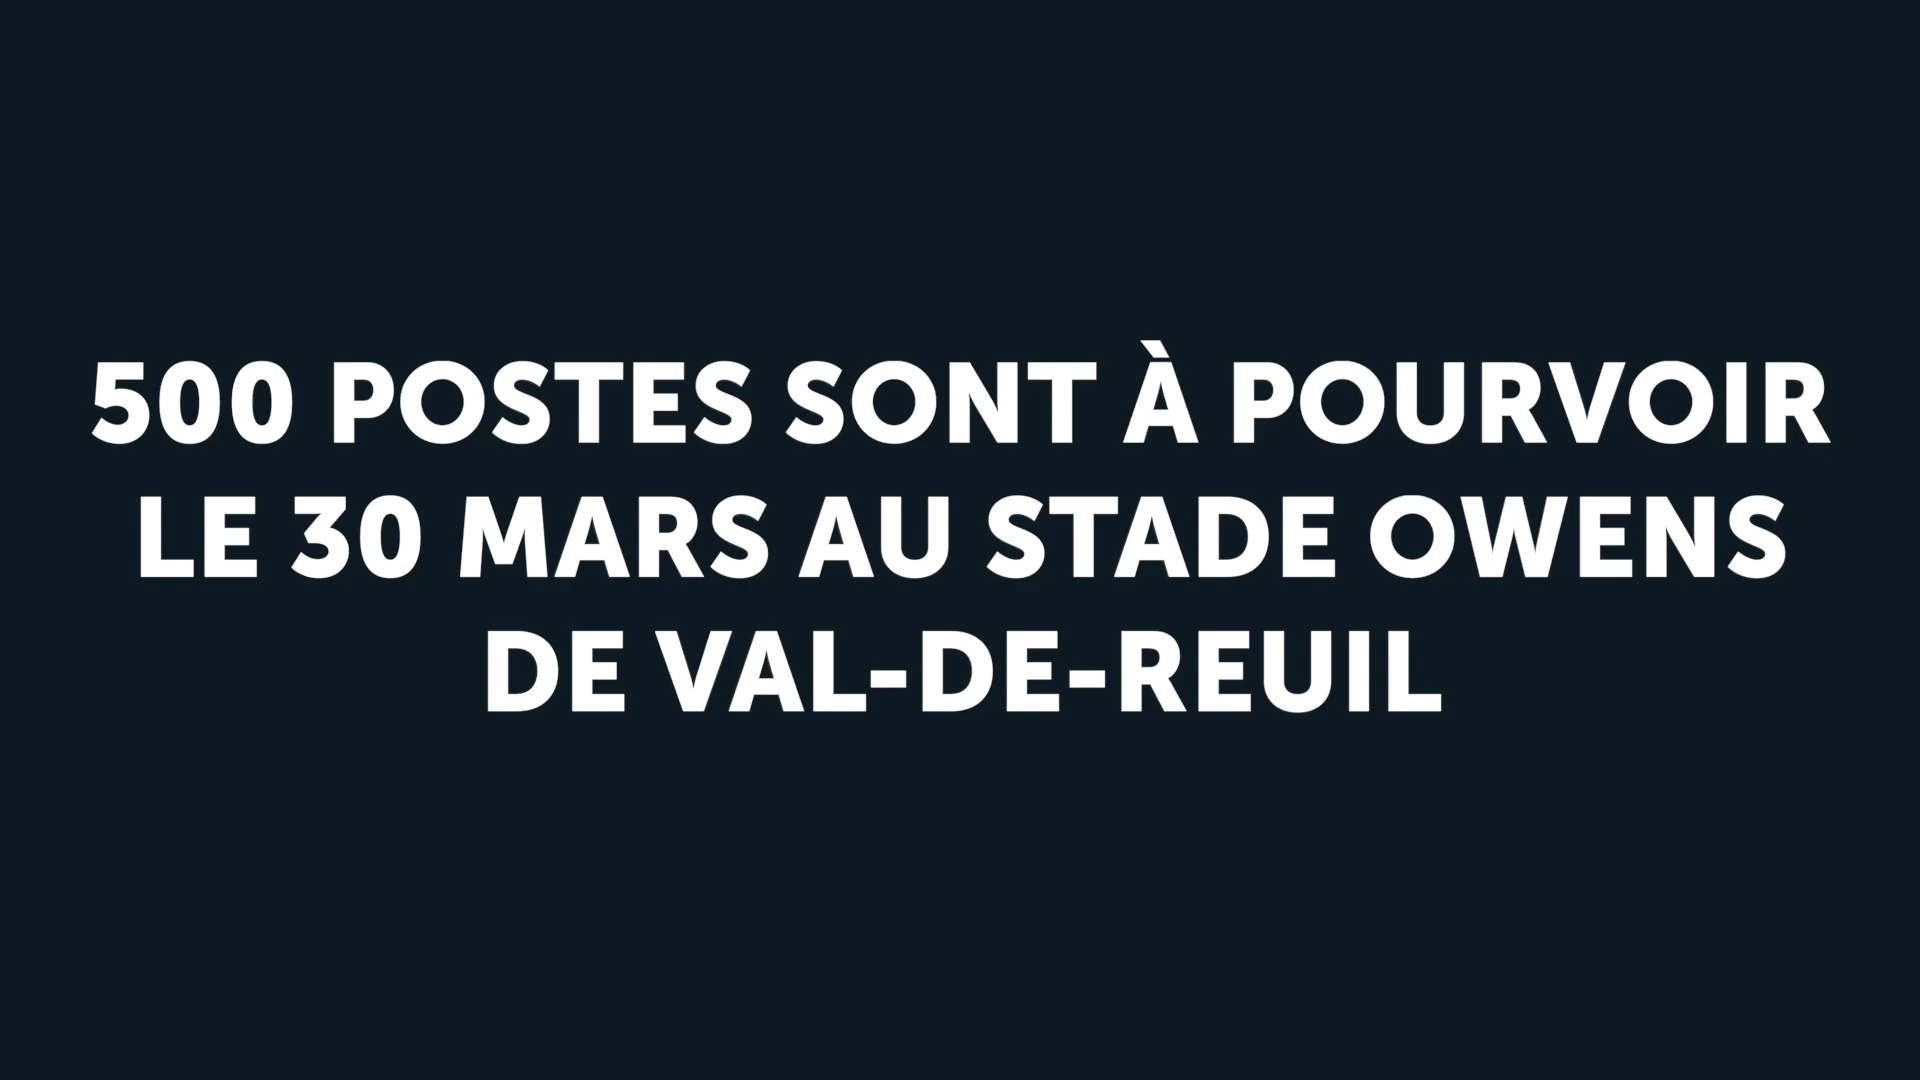 500 POSTES SONT À POURVOIR
LE 30 MARS AU STADE OWENS
DE VAL-DE-REUIL